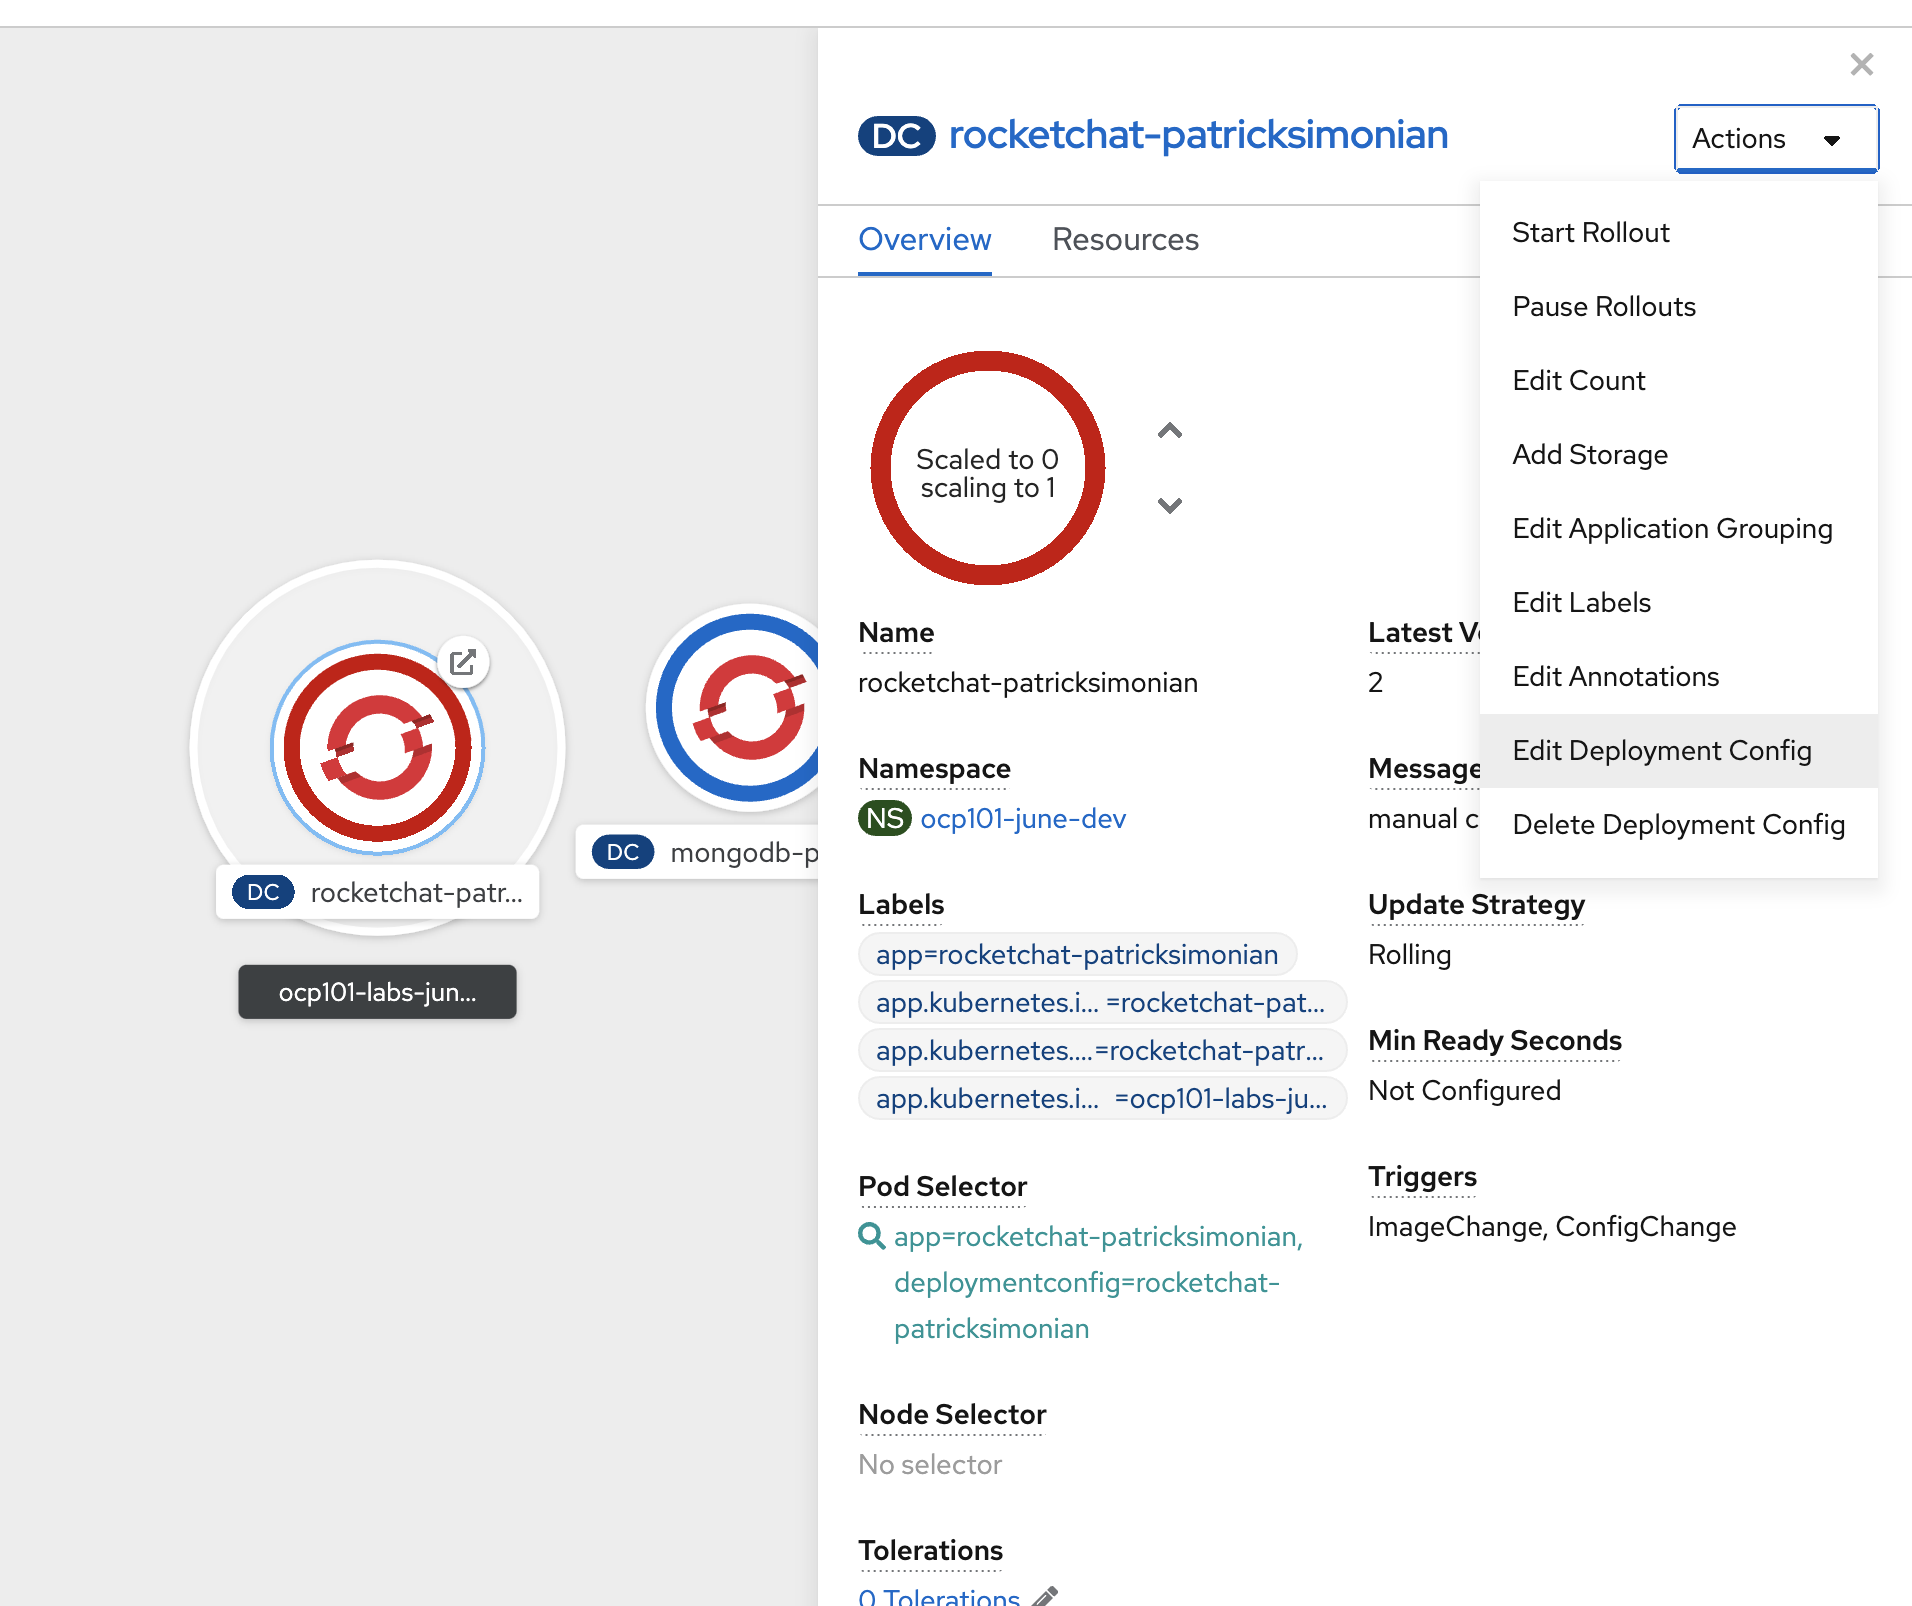 DC rocketchat-patricksimonian
Actions
Start Rollout
Pause Rollouts
Edit Count
Add Storage
Edit Application Grouping
Edit Labels
Edit Annotations
Edit Deployment Config
Delete Deployment Config
Overview Resources
Scaled to 0
scaling to 1
Name
rocketchat-patricksimonian
Namespace
NS ocp101-june-dev
Labels
app=rocketchat-patricksimonian
app.kubernetes.i... =rocketchat-pat...
app.kubernetes....=rocketchat-patr...
app.kubernetes.i... =ocp101-labs-ju...
Pod Selector
app=rocketchat-patricksimonian,
deploymentconfig=rocketchat-
patricksimonian
Node Selector
No selector
Tolerations
0 Tolerations
Latest
2
Message
manual c
Update Strategy
Rolling
Min Ready Seconds
Not Configured
Triggers
ImageChange, ConfigChange
DC rocketchat-patr...
ocp101-labs-jun...
DC mongodb-p